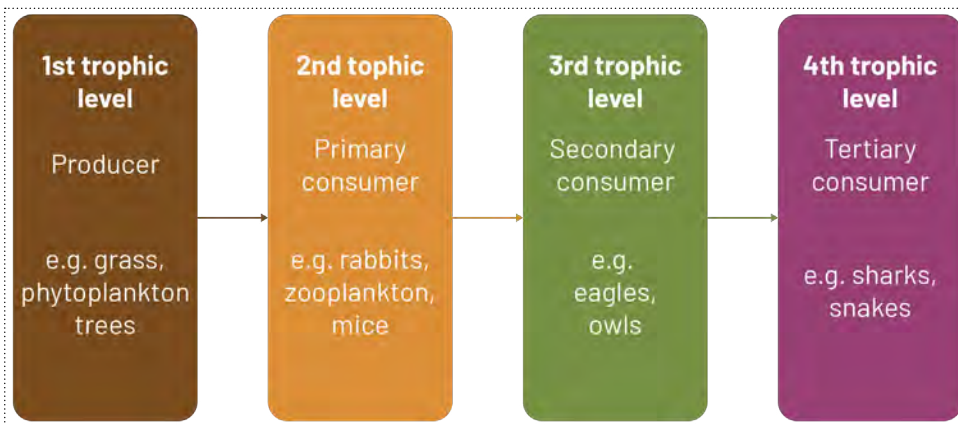 1st trophic
level
Producer
e.g. grass,
phytoplankton
trees
2nd tophic
level
Primary
consumer
e.g. rabbits,
zooplankton,
mice
3rd trophic
level
Secondary
consumer
e.g.
eagles,
owls
4th trophic
level
Tertiary
consumer
e.g. sharks,
snakes